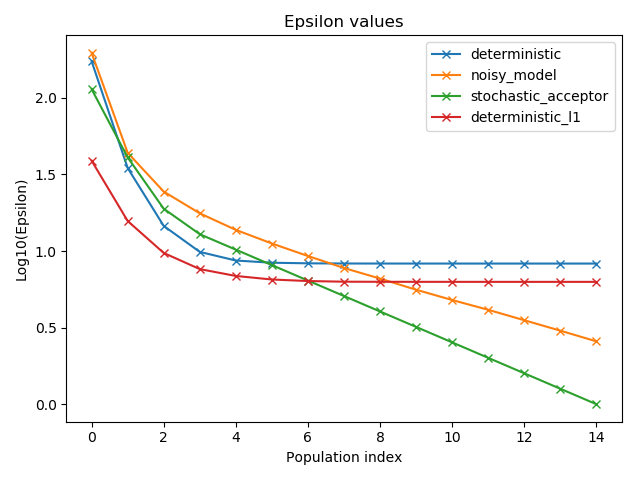 Epsilon values
deterministic
noisy_model
stochastic_acceptor
deterministic_l1
Log10(Epsilon)
2.0
1.5
1.0
0.5
0.0
0 2 4 6 8 10 12 14
Population index